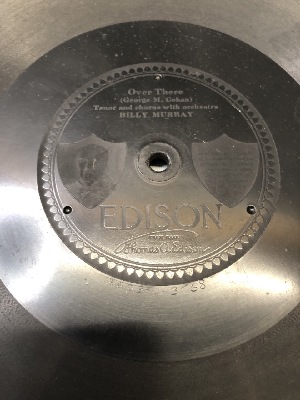 Over There
(George M. Cohan)
Tenor and chorus with orchestra
BILLY MURRAY
EDISON
Thomas A. Edison